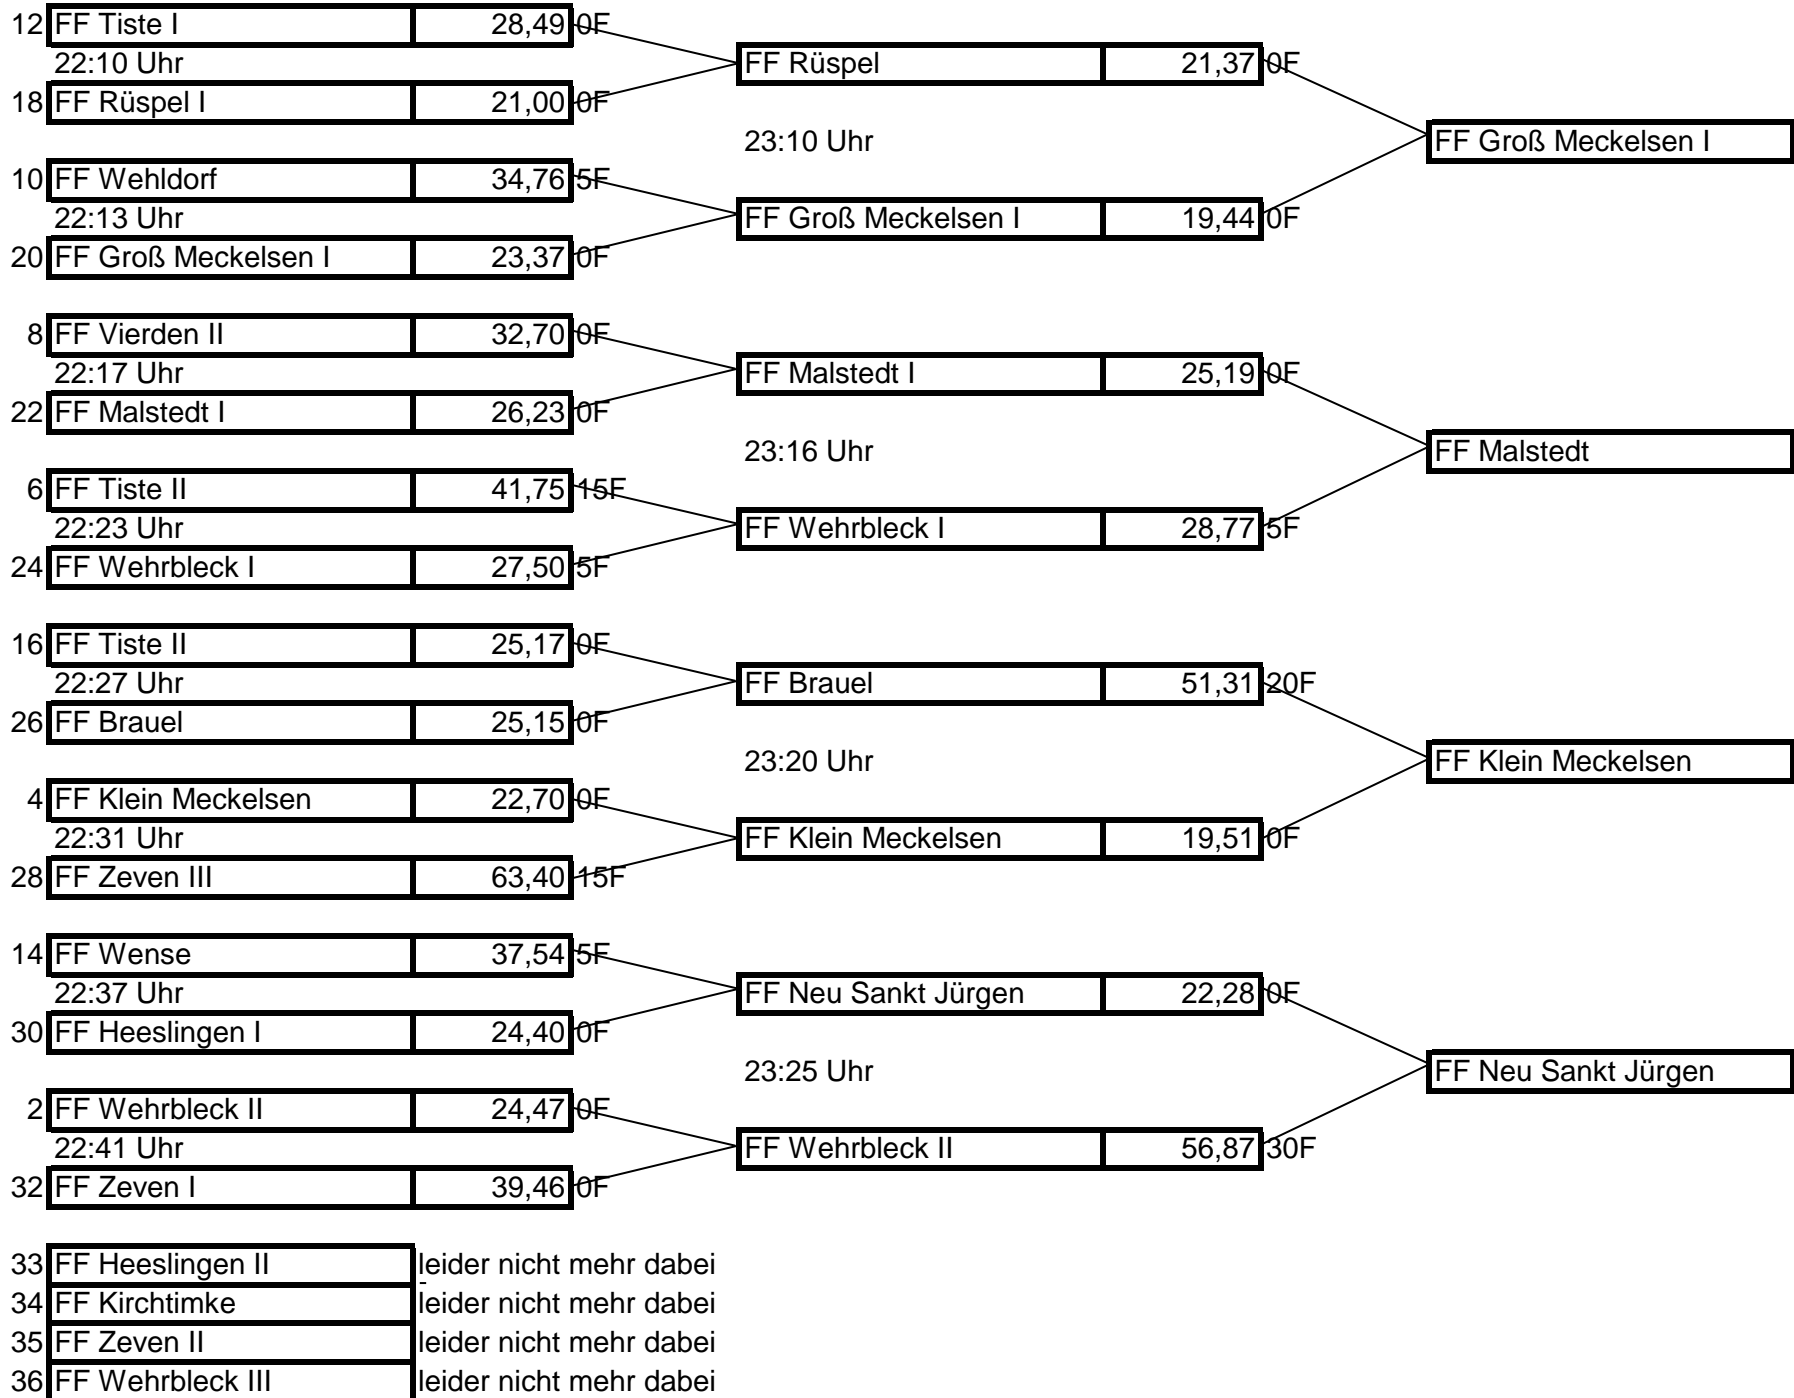 12 FF Tiste I 28,49 0F
22:10 Uhr
FF Rüspel 21,37 0F
18 FF Rüspel I 21,00 0F
23:10 Uhr
FF Groß Meckelsen I
10 FF Wehldorf 34,76 5F
22:13 Uhr
FF Groß Meckelsen I 19,44 0F
20 FF Groß Meckelsen I 23,37 0F
8 FF Vierden II 32,70 0F
22:17 Uhr
FF Malstedt I 25,19 0F
22 FF Malstedt I 26,23 0F
23:16 Uhr
FF Malstedt
6 FF Tiste II 41,75 15F
22:23 Uhr
FF Wehrbleck I 28,77 5F
24 FF Wehrbleck I 27,50 5F
16 FF Tiste II 25,17 0F
22:27 Uhr
FF Brauel 51,31 20F
26 FF Brauel 25,15 0F
23:20 Uhr
FF Klein Meckelsen
4 FF Klein Meckelsen 22,70 0F
22:31 Uhr
FF Klein Meckelsen 19,51 0F
28 FF Zeven III 63,40 15F
14 FF Wense 37,54 5F
22:37 Uhr
FF Neu Sankt Jürgen 22,28 0F
30 FF Heeslingen I 24,40 0F
23:25 Uhr
FF Neu Sankt Jürgen
2 FF Wehrbleck II 24,47 0F
22:41 Uhr
FF Wehrbleck II 56,87 30F
32 FF Zeven I 39,46 0F
33 FF Heeslingen II leider nicht mehr dabei
34 FF Kirchtimke leider nicht mehr dabei
35 FF Zeven II leider nicht mehr dabei
36 FF Wehrbleck III leider nicht mehr dabei